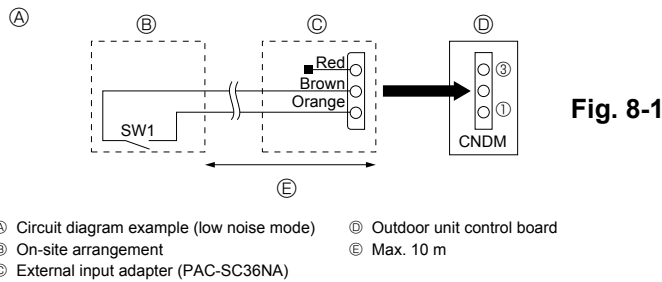 Ⓐ
Ⓑ
Ⓒ
Ⓓ
Red
Brown
Orange
SW1
③
①
CNDM
Fig. 8-1
Ⓔ
Ⓐ Circuit diagram example (low noise mode)
Ⓑ On-site arrangement
Ⓒ External input adapter (PAC-SC36NA)
Ⓓ Outdoor unit control board
Ⓔ Max. 10 m